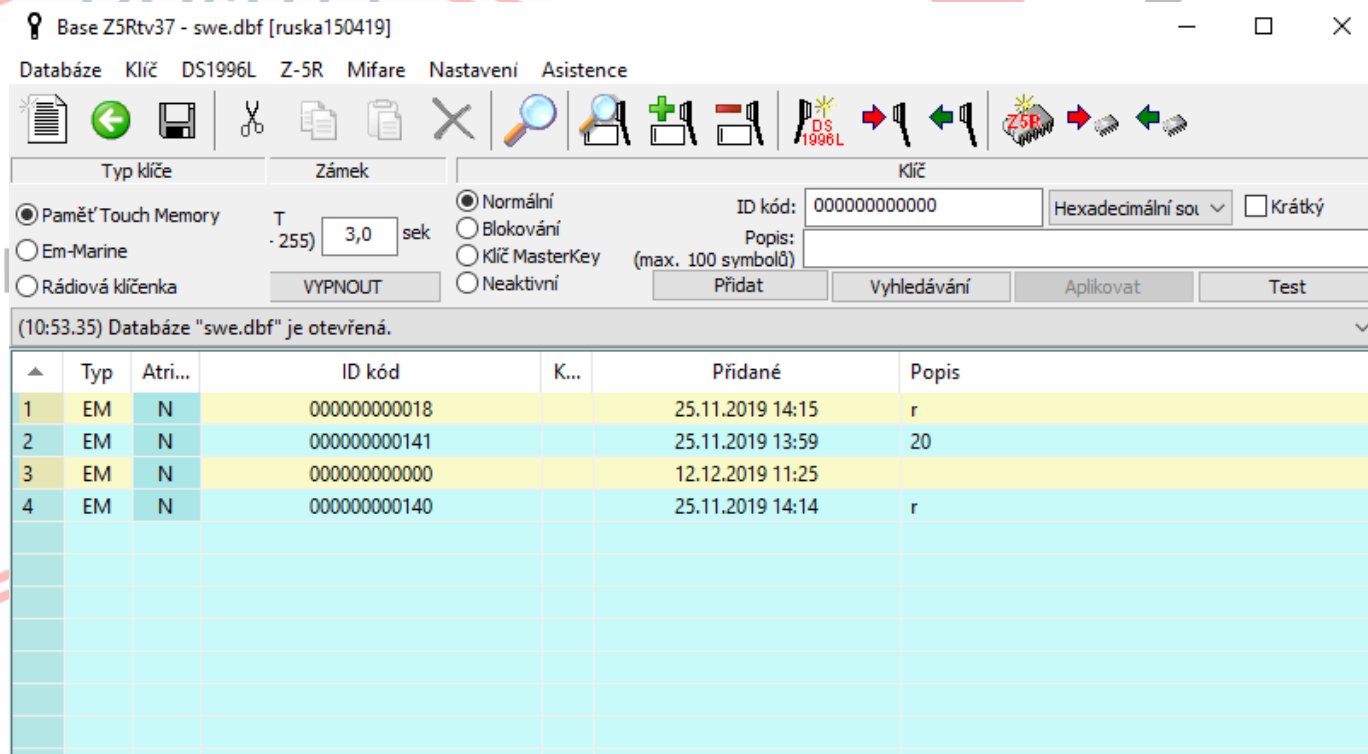 Base Z5Rtv37 - swe.dbf [ruska150419]
Databáze Klíč DS1996L Z-5R Mifare Nastavení Asistence
DS 1996L Z5R
Typ klíče Zámek Klíč
Paměť Touch Memory
Em-Marine
Rádiová klíčenka
T
- 255) 3,0 sek
VYPNOUT
Normální
Blokování
Klíč MasterKey
Neaktivní
ID kód: 000000000000 Hexadecimální sou Krátký
Popis:
(max. 100 symbolů)
Přidat Vyhledávání Aplikovat Test
(10:53.35) Databáze "swe.dbf" je otevřená.
Typ Atri... ID kód K... Přidané Popis
1 EM N 000000000018 25.11.2019 14:15 r
2 EM N 000000000141 25.11.2019 13:59 20
3 EM N 000000000000 12.12.2019 11:25
4 EM N 000000000140 25.11.2019 14:14 r